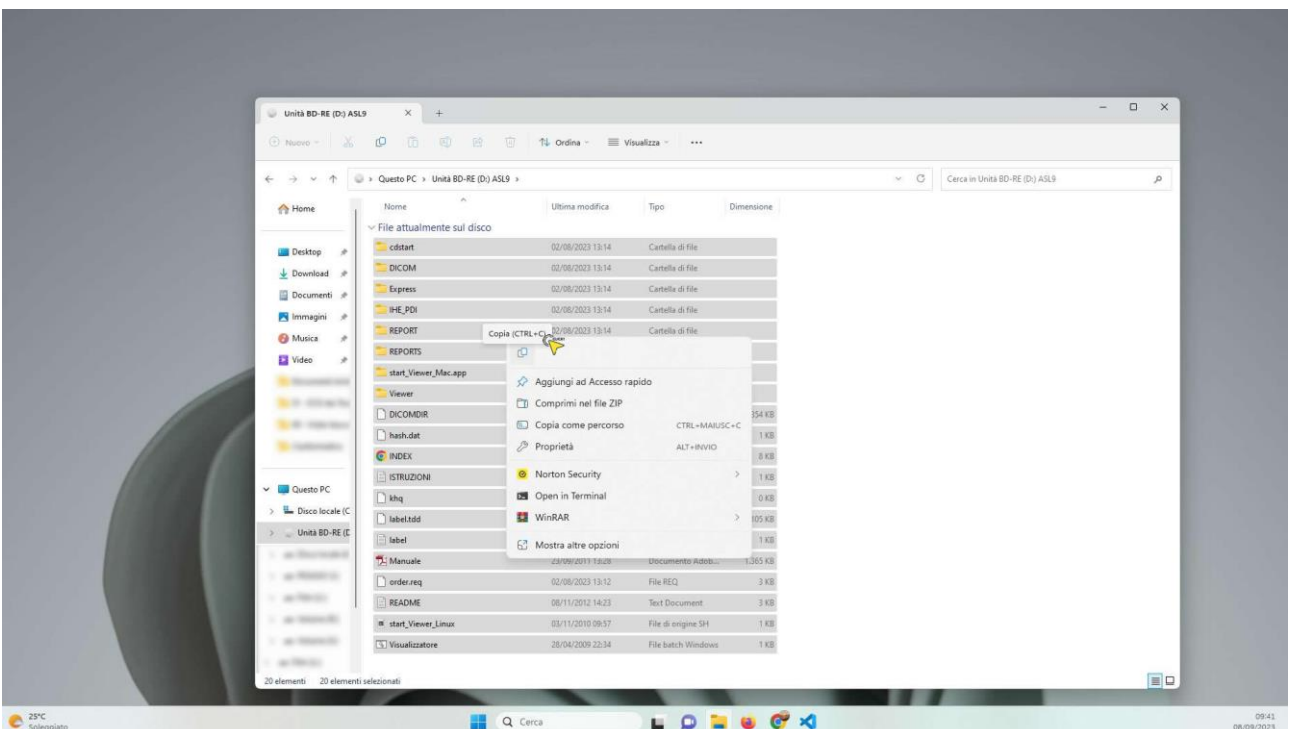 Unità BD-RE (D:) ASL9
Nuovo
Ordina
Visualizza
Questo PC > Unità BD-RE (D:) ASL9 >
Cerca in Unità BD-RE (D:) ASL9
Home
Desktop
Download
Documenti
Immagini
Musica
Video
Questo PC
Disco locale (C
Unità BD-RE (D
Nome Ultima modifica Tipo Dimensione
File attualmente sul disco
cdstart 02/08/2023 13:14 Cartella di file
DICOM 02/08/2023 13:14 Cartella di file
Express 02/08/2023 13:14 Cartella di file
IHE_PDI 02/08/2023 13:14 Cartella di file
REPORT 02/08/2023 13:14 Cartella di file
REPORTS
start_Viewer_Mac.app
Viewer
DICOMDIR 354 KB
hash.dat 1 KB
INDEX 8 KB
ISTRUZIONI 1 KB
khq 0 KB
label.tdd 105 KB
label 1 KB
Manuale 23/09/2011 13:28 Documento Adob... 1.365 KB
order.req 02/08/2023 13:12 File REQ 3 KB
README 08/11/2012 14:23 Text Document 3 KB
start_Viewer_Linux 03/11/2010 09:57 File di origine SH 1 KB
Visualizzatore 28/04/2009 22:34 File batch Windows 1 KB
Copia (CTRL+C)
Aggiungi ad Accesso rapido
Comprimi nel file ZIP
Copia come percorso CTRL+MAIUSC+C
Proprietà ALT+INVIO
Norton Security
Open in Terminal
WinRAR
Mostra altre opzioni
20 elementi 20 elementi selezionati
25°C
Soleggiato
Cerca
09:41
08/09/2023